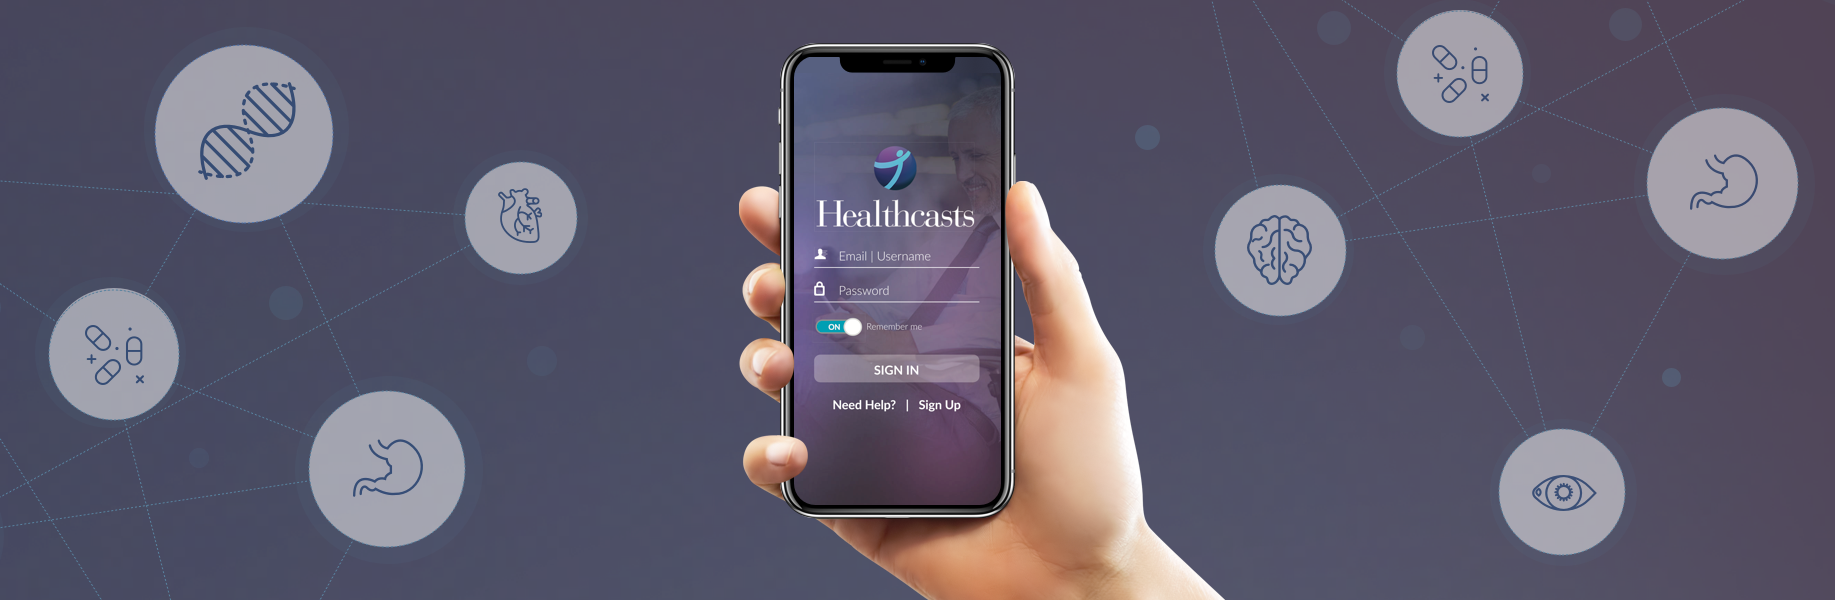 Healthcasts
Email | Username
Password
ON Remember me
SIGN IN
Need Help? | Sign Up